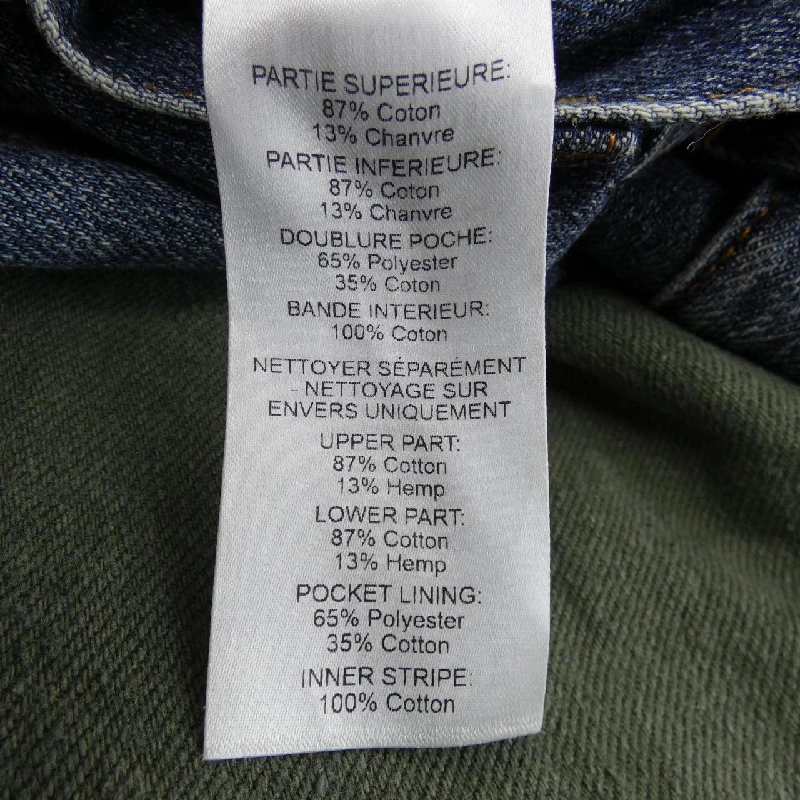 PARTIE SUPERIEURE:
87% Coton
13% Chanvre
PARTIE INFERIEURE:
87% Coton
13% Chanvre
DOUBLURE POCHE:
65% Polyester
35% Coton
BANDE INTERIEUR:
100% Coton
NETTOYER SÉPARÉMENT
- NETTOYAGE SUR
ENVERS UNIQUEMENT
UPPER PART:
87% Cotton
13% Hemp
LOWER PART:
87% Cotton
13% Hemp
POCKET LINING:
65% Polyester
35% Cotton
INNER STRIPE:
100% Cotton